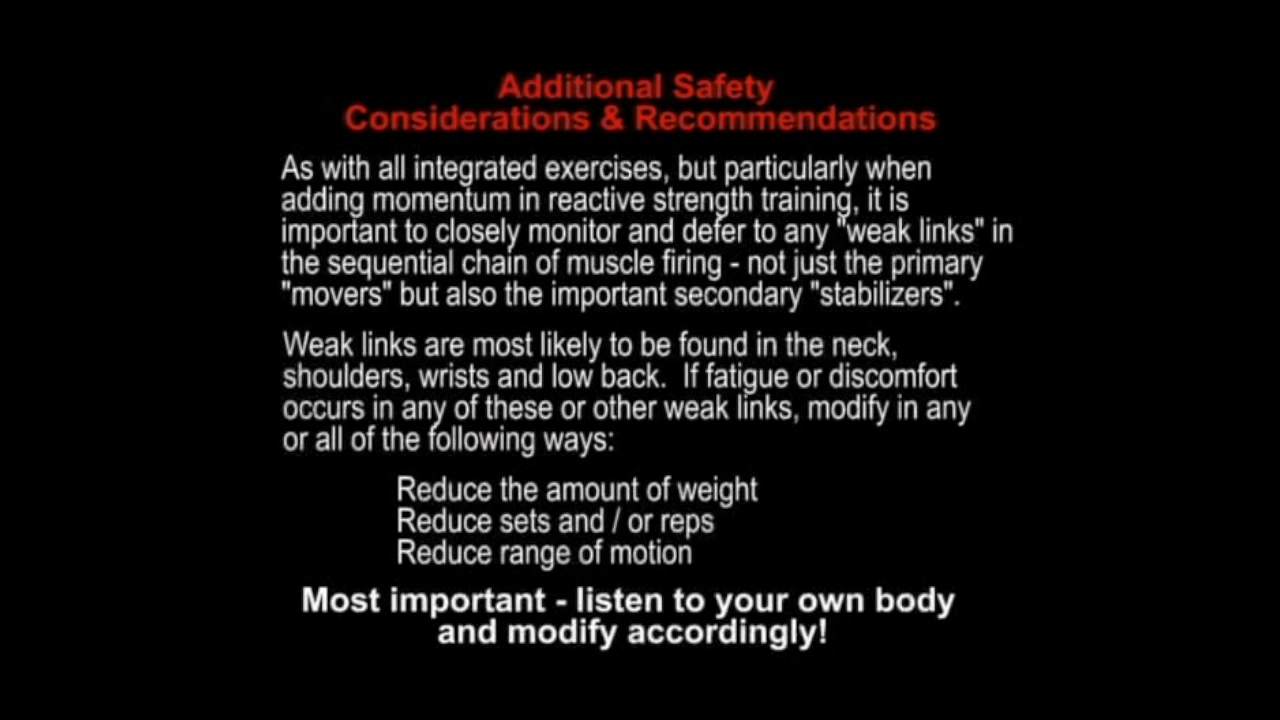 Additional Safety
Considerations & Recommendations
As with all integrated exercises, but particularly when
adding momentum in reactive strength training, it is
important to closely monitor and defer to any "weak links" in
the sequential chain of muscle firing - not just the primary
"movers" but also the important secondary "stabilizers".
Weak links are most likely to be found in the neck,
shoulders, wrists and low back.  If fatigue or discomfort
occurs in any of these or other weak links, modify in any
or all of the following ways:
Reduce the amount of weight
Reduce sets and / or reps
Reduce range of motion
Most important - listen to your own body
and modify accordingly!